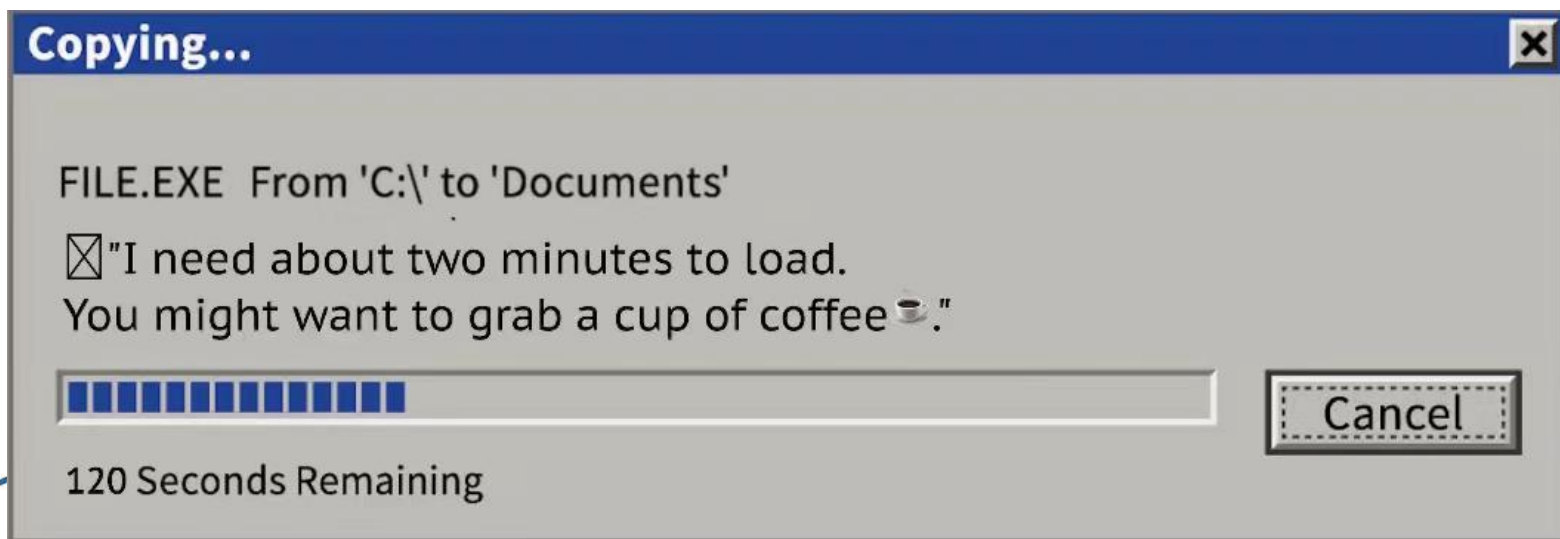 Copying...
FILE.EXE From 'C:\' to 'Documents'
"I need about two minutes to load.
You might want to grab a cup of coffee☕."
Cancel
120 Seconds Remaining